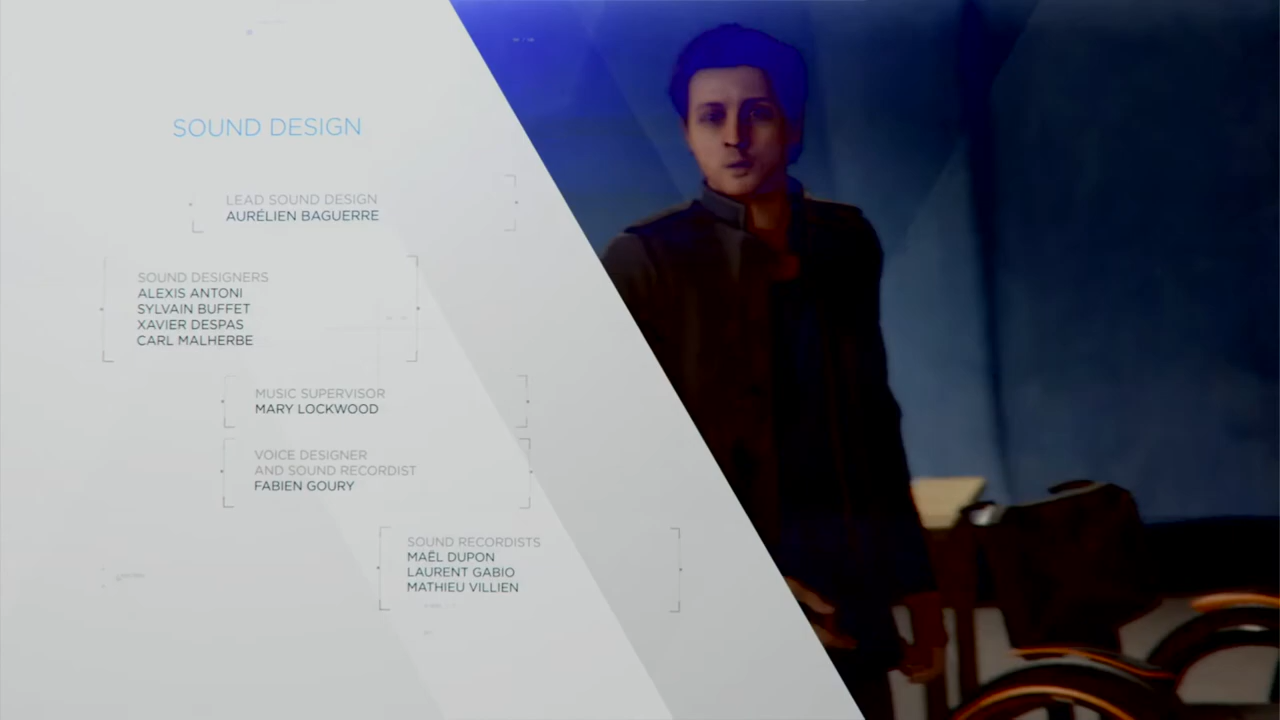 SOUND DESIGN
LEAD SOUND DESIGN
AURÉLIEN BAGUERRE
SOUND DESIGNERS
ALEXIS ANTONI
SYLVAIN BUFFET
XAVIER DESPAS
CARL MALHERBE
MUSIC SUPERVISOR
MARY LOCKWOOD
VOICE DESIGNER
AND SOUND RECORDIST
FABIEN GOURY
SOUND RECORDISTS
MAËL DUPON
LAURENT GABIO
MATHIEU VILLIEN